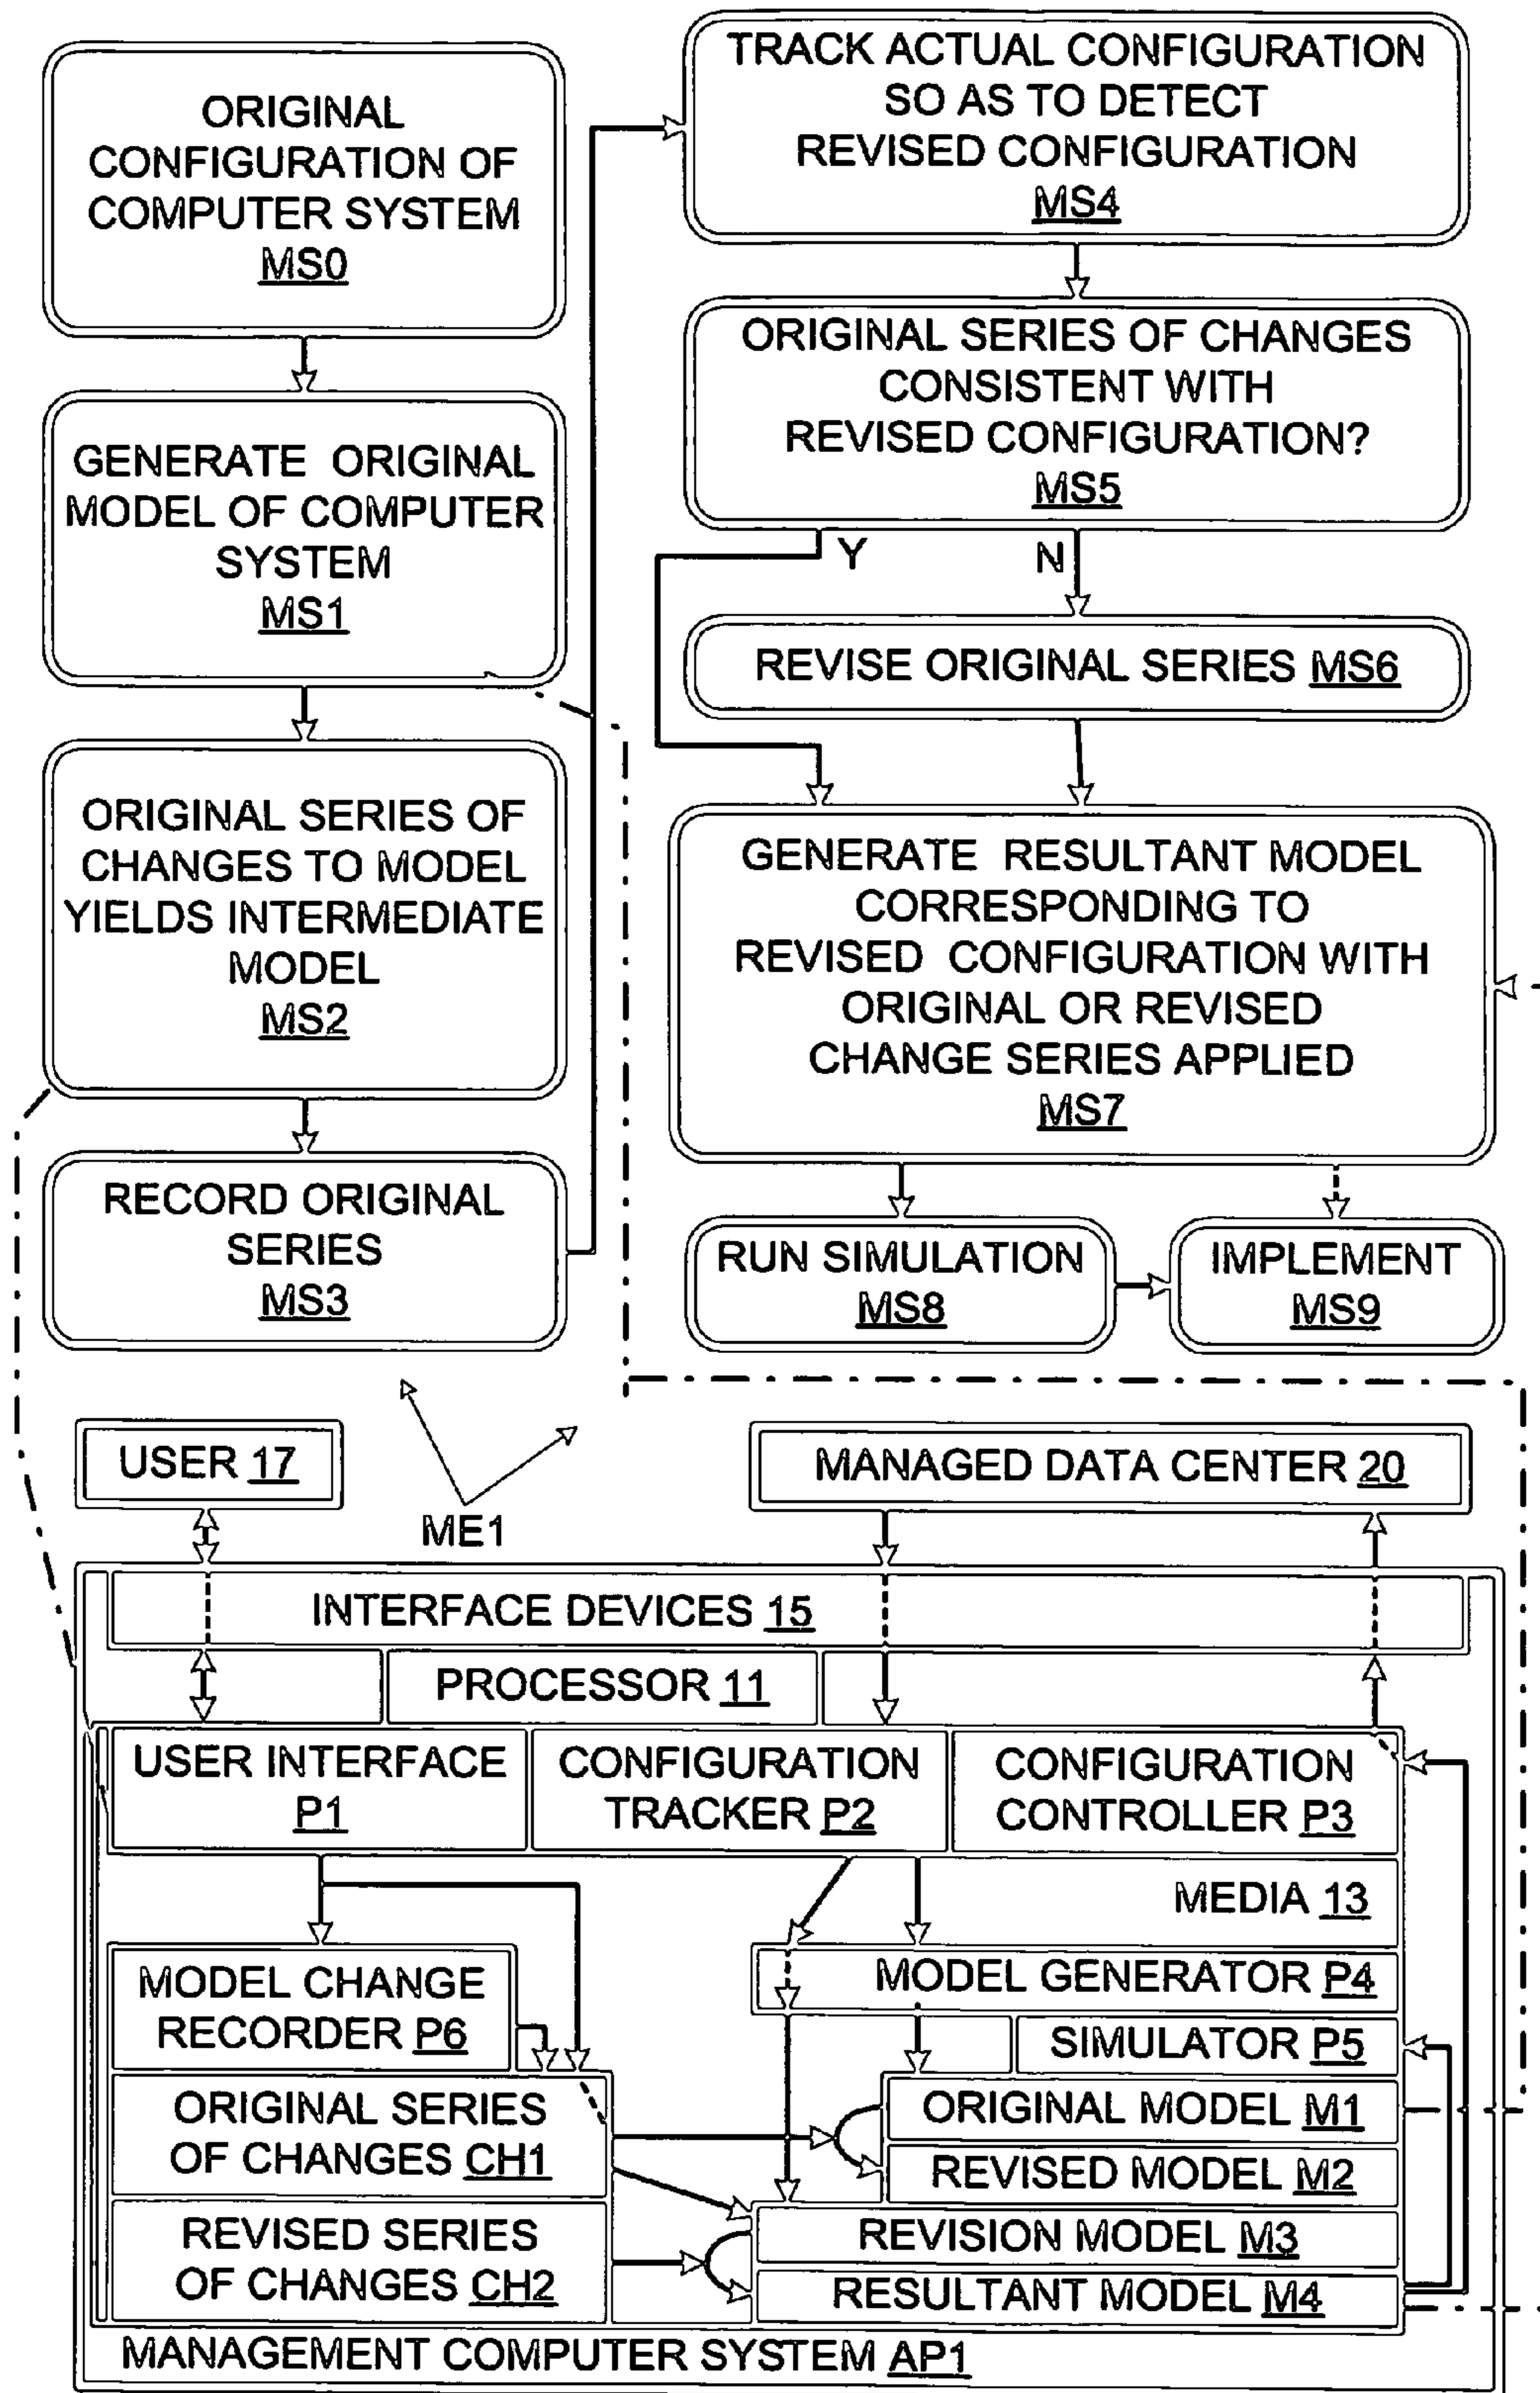 ORIGINAL
CONFIGURATION OF
COMPUTER SYSTEM
MS0
GENERATE ORIGINAL
MODEL OF COMPUTER
SYSTEM
MS1
ORIGINAL SERIES OF
CHANGES TO MODEL
YIELDS INTERMEDIATE
MODEL
MS2
RECORD ORIGINAL
SERIES
MS3
TRACK ACTUAL CONFIGURATION
SO AS TO DETECT
REVISED CONFIGURATION
MS4
ORIGINAL SERIES OF CHANGES
CONSISTENT WITH
REVISED CONFIGURATION?
MS5
Y N
REVISE ORIGINAL SERIES MS6
GENERATE RESULTANT MODEL
CORRESPONDING TO
REVISED CONFIGURATION WITH
ORIGINAL OR REVISED
CHANGE SERIES APPLIED
MS7
RUN SIMULATION
MS8
IMPLEMENT
MS9
ME1
USER 17
MANAGED DATA CENTER 20
INTERFACE DEVICES 15
PROCESSOR 11
USER INTERFACE
P1
CONFIGURATION
TRACKER P2
CONFIGURATION
CONTROLLER P3
MEDIA 13
MODEL CHANGE
RECORDER P6
MODEL GENERATOR P4
SIMULATOR P5
ORIGINAL SERIES
OF CHANGES CH1
ORIGINAL MODEL M1
REVISED MODEL M2
REVISED SERIES
OF CHANGES CH2
REVISION MODEL M3
RESULTANT MODEL M4
MANAGEMENT COMPUTER SYSTEM AP1